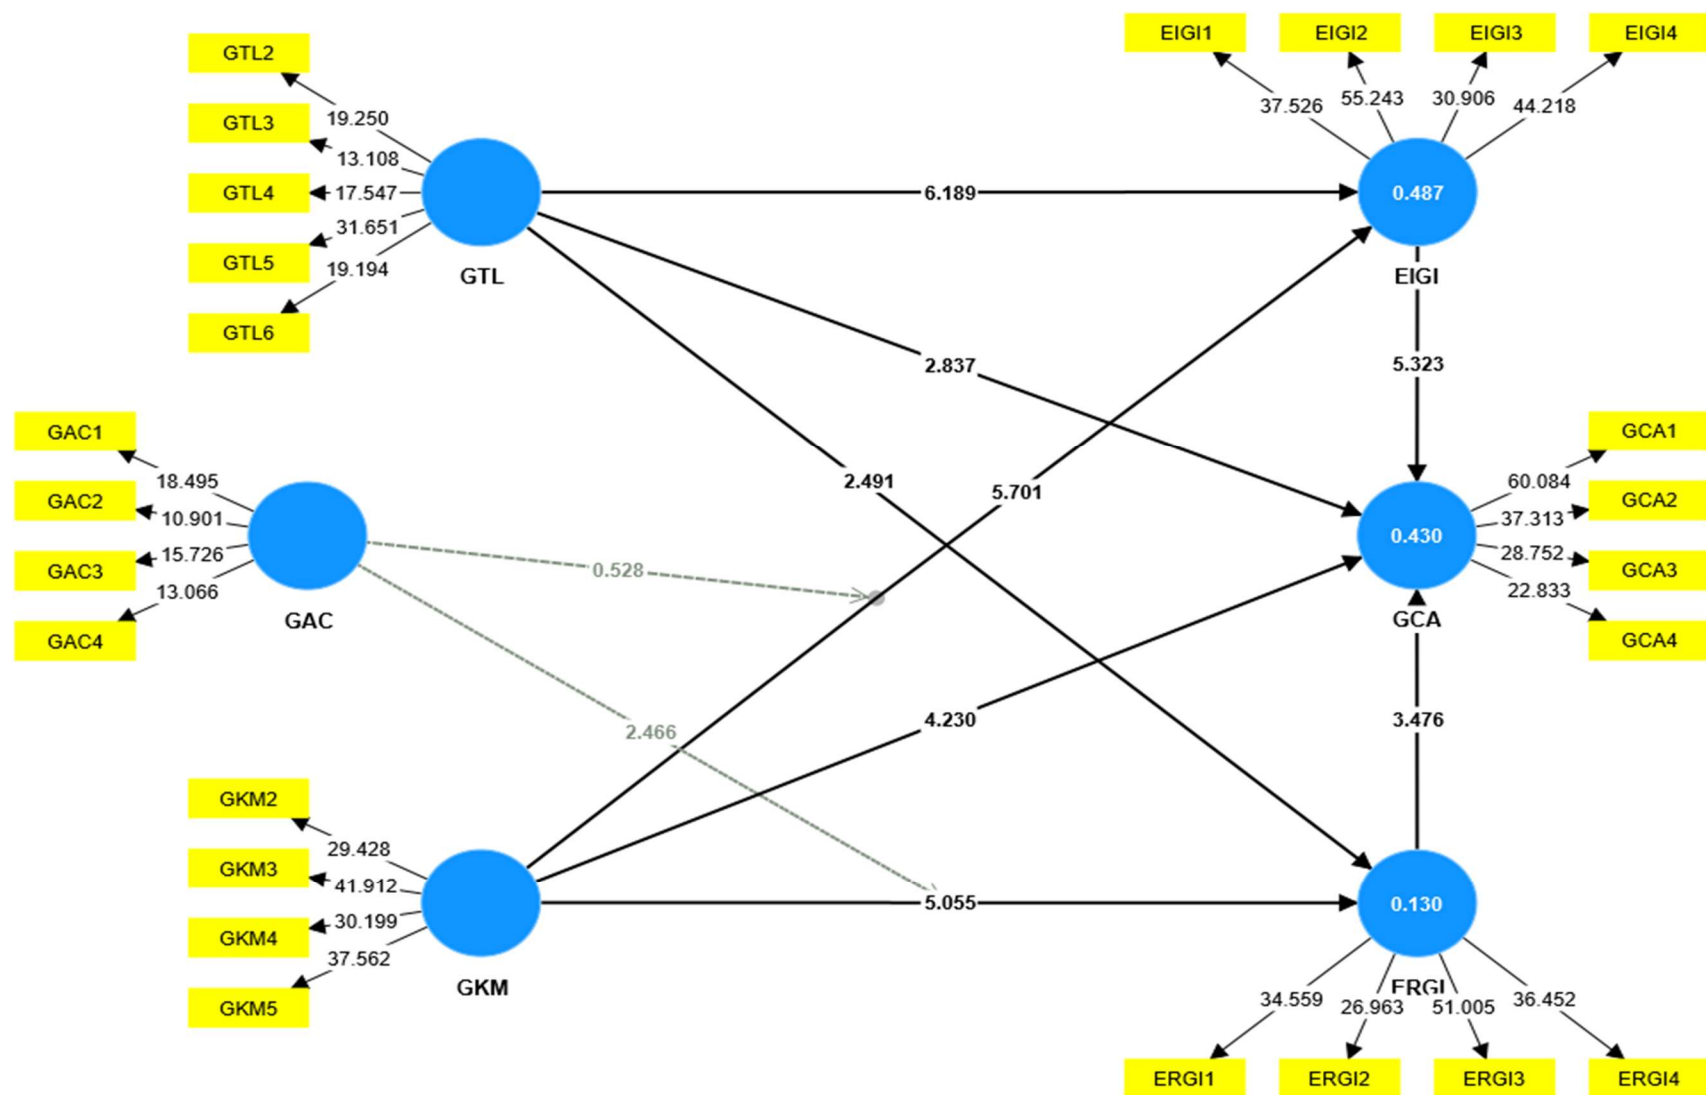 EIGI1
EIGI2
EIGI3
EIGI4
37.526
55.243
30.906
44.218
GTL2
GTL3
GTL4
GTL5
GTL6
19.250
13.108
17.547
31.651
19.194
GTL
6.189
0.487
EIGI
2.837
5.323
2.491
5.701
GAC1
GAC2
GAC3
GAC4
18.495
10.901
15.726
13.066
GAC
0.528
2.466
0.430
GCA
60.084
37.313
28.752
22.833
GCA1
GCA2
GCA3
GCA4
4.230
3.476
GKM2
GKM3
GKM4
GKM5
29.428
41.912
30.199
37.562
GKM
5.055
0.130
ERGI
34.559
26.963
51.005
36.452
ERGI1
ERGI2
ERGI3
ERGI4